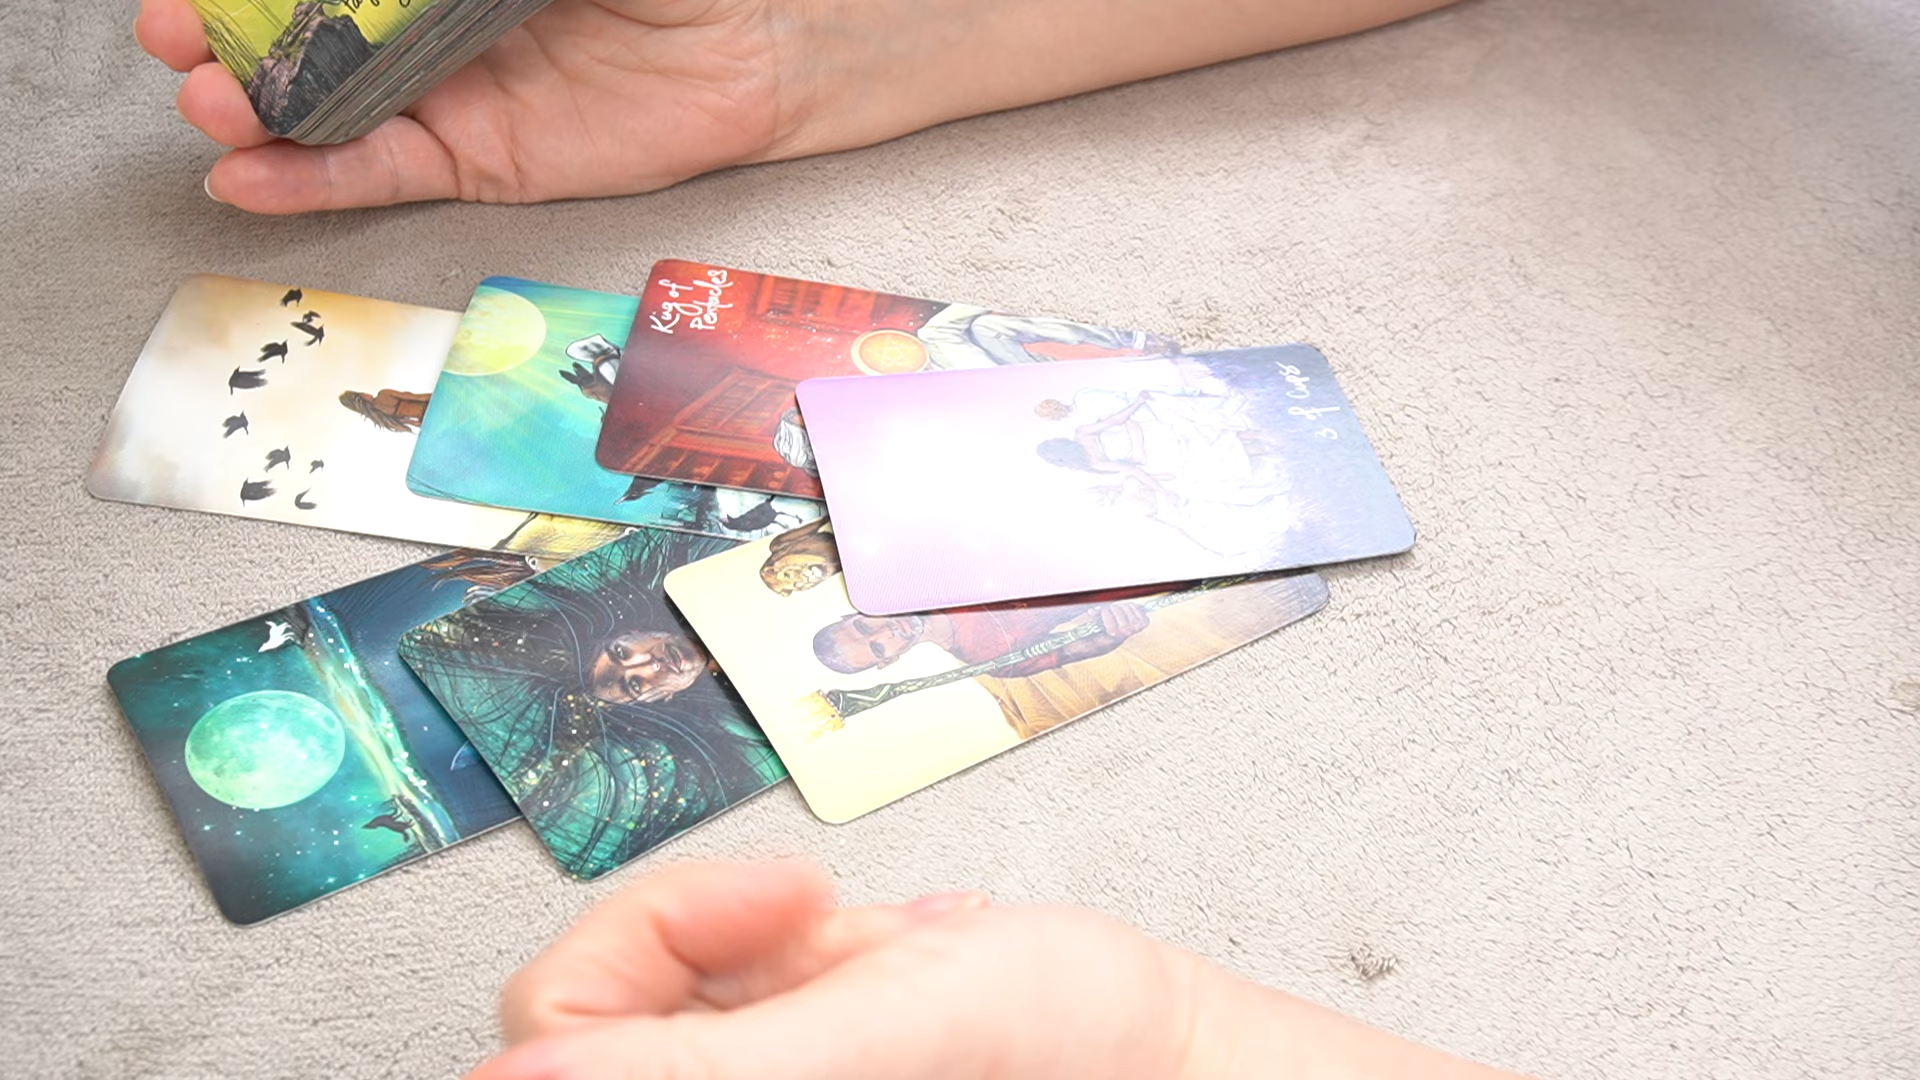 King of
Pentacles
3 of cups